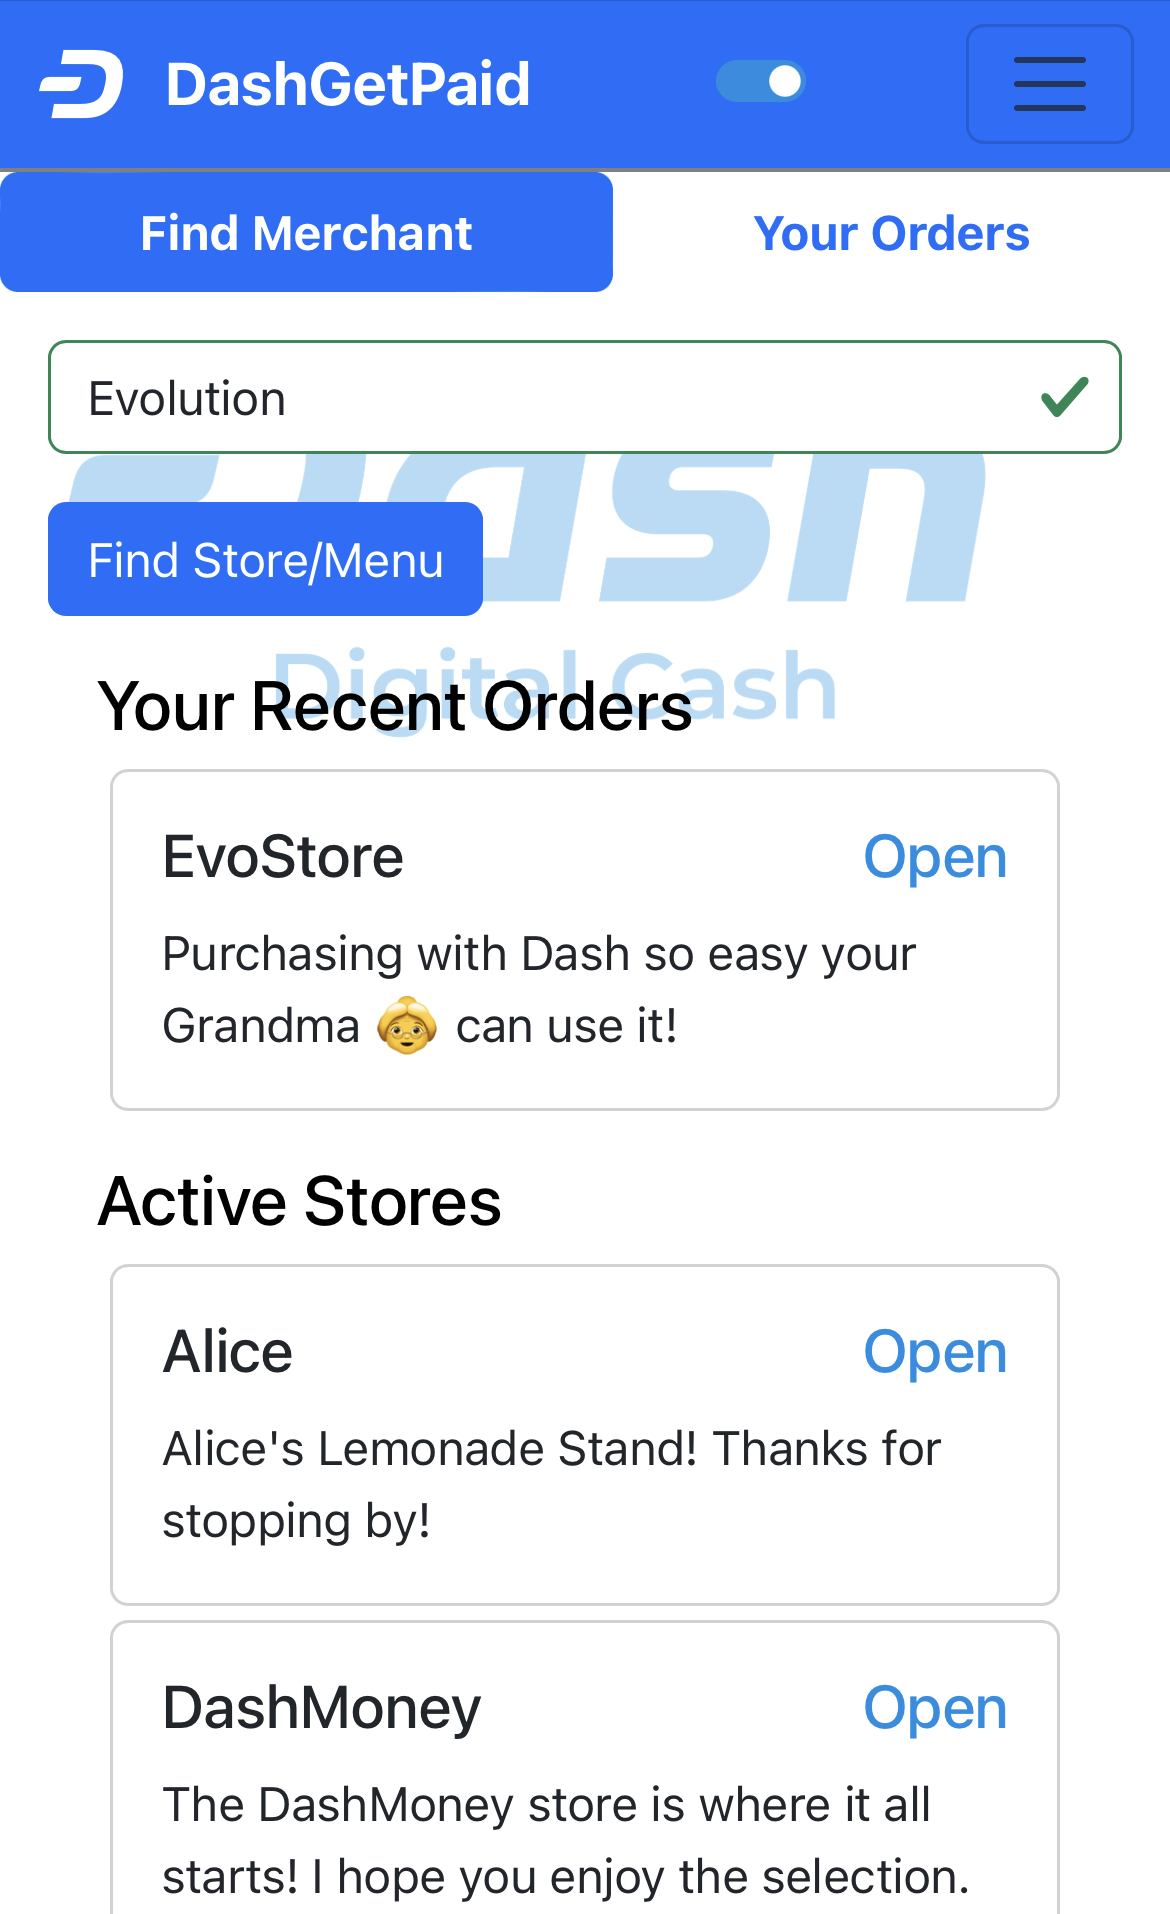 DashGetPaid
Find Merchant
Your Orders
Evolution
Dash
Find Store/Menu
Digital Cash
Your Recent Orders
EvoStore
Open
Purchasing with Dash so easy your
Grandma 👵 can use it!
Active Stores
Alice
Open
Alice's Lemonade Stand! Thanks for
stopping by!
DashMoney
Open
The DashMoney store is where it all
starts! I hope you enjoy the selection.